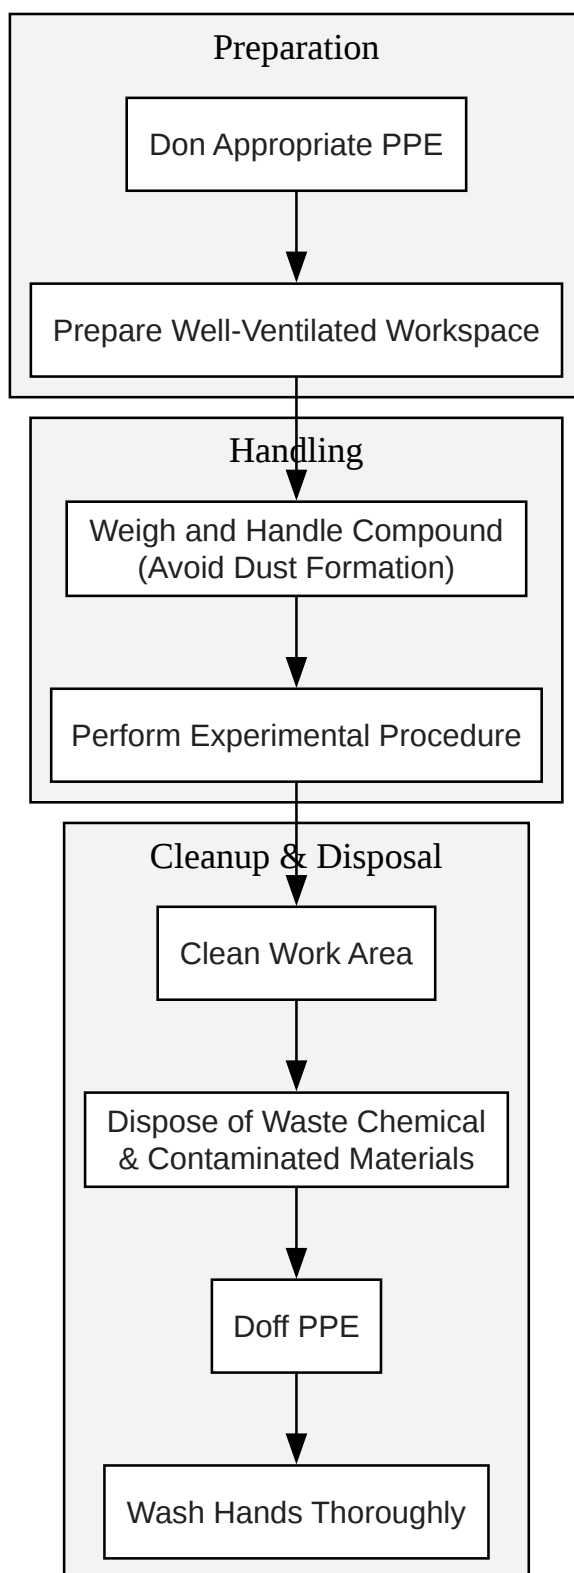 Preparation
Don Appropriate PPE
Prepare Well-Ventilated Workspace
Handling
Weigh and Handle Compound
(Avoid Dust Formation)
Perform Experimental Procedure
Cleanup & Disposal
Clean Work Area
Dispose of Waste Chemical
& Contaminated Materials
Doff PPE
Wash Hands Thoroughly